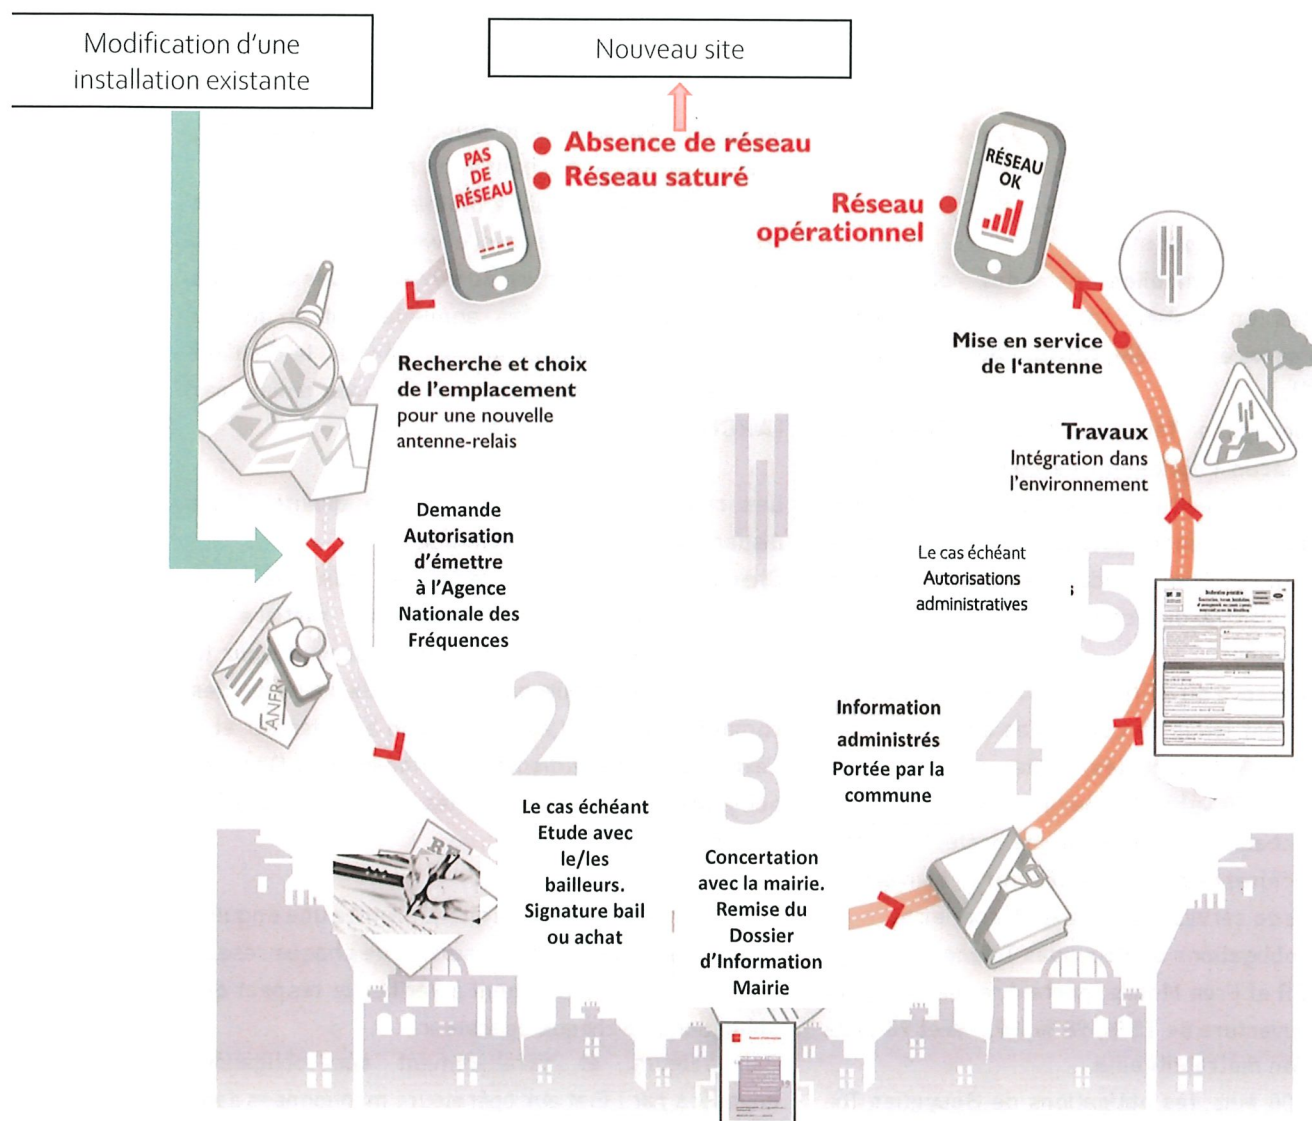 Modification d'une
installation existante
Nouveau site
PAS
DE
RÉSEAU
Absence de réseau
Réseau saturé
RÉSEAU
OK
Réseau
opérationnel
Recherche et choix
de l'emplacement
pour une nouvelle
antenne-relais
Demande
Autorisation
d'émettre
à l'Agence
Nationale des
Fréquences
ANFR
2
Le cas échéant
Etude avec
le/les
bailleurs.
Signature bail
ou achat
3
Concertation
avec la mairie.
Remise du
Dossier
d'Information
Mairie
4
Information
administrés
Portée par la
commune
5
Le cas échéant
Autorisations
administratives
Travaux
Intégration dans
l'environnement
Mise en service
de l'antenne